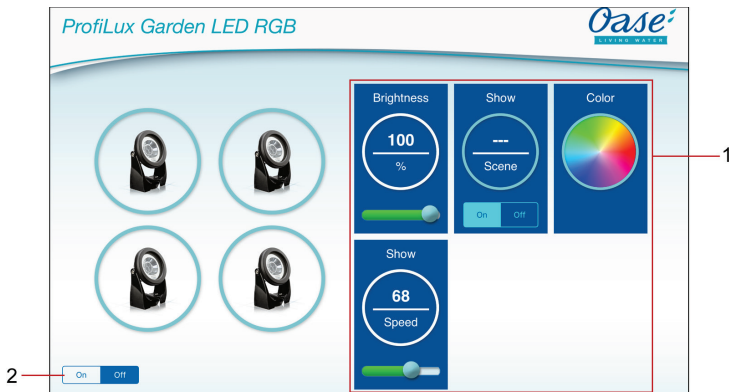 ProfiLux Garden LED RGB
Oase
LIVING WATER
Brightness
100
%
Show
---
Scene
On Off
Color
1
Show
68
Speed
2
On Off